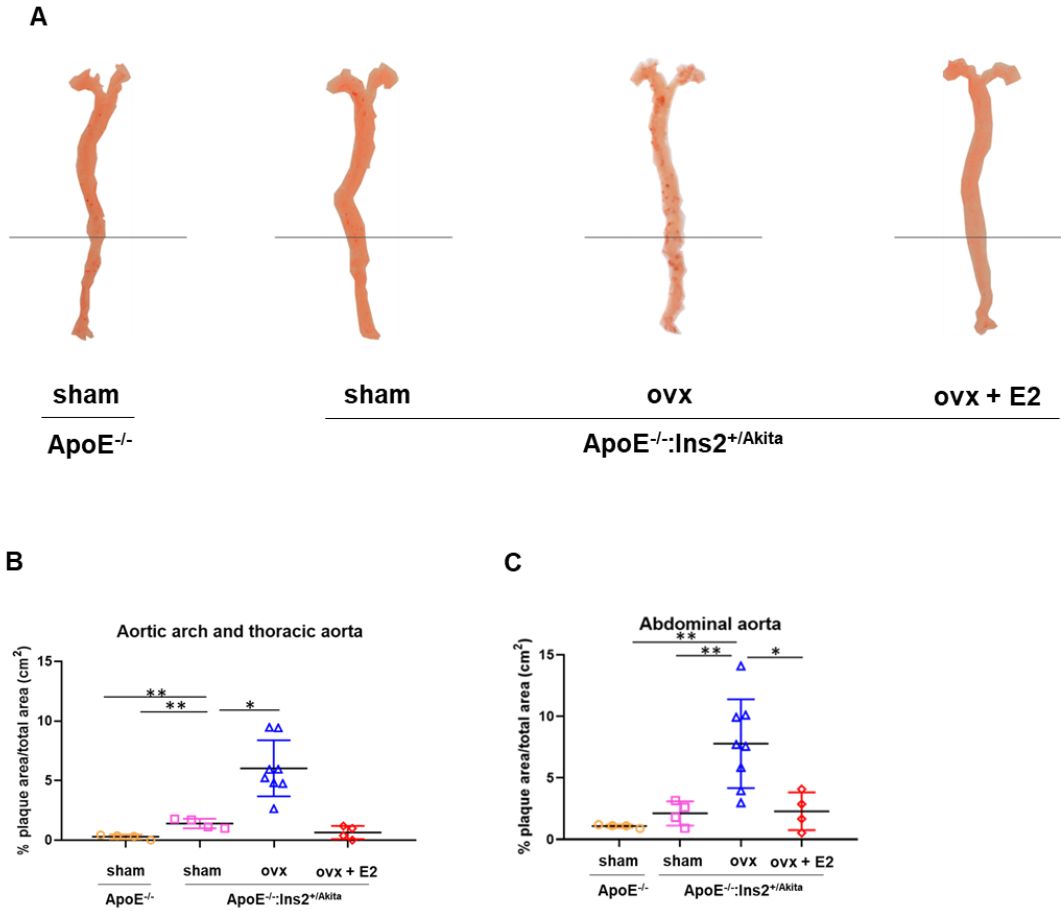 A
sham
sham
ovx
ovx + E2
ApoE-/-
ApoE-/-:Ins2+/Akita
B
Aortic arch and thoracic aorta
% plaque area/total area (cm2)
15
10
5
0
**
**
*
sham
sham
ovx
ovx + E2
ApoE-/-
ApoE-/-:Ins2+/Akita
C
Abdominal aorta
% plaque area/total area (cm2)
15
10
5
0
**
**
*
sham
sham
ovx
ovx + E2
ApoE-/-
ApoE-/-:Ins2+/Akita